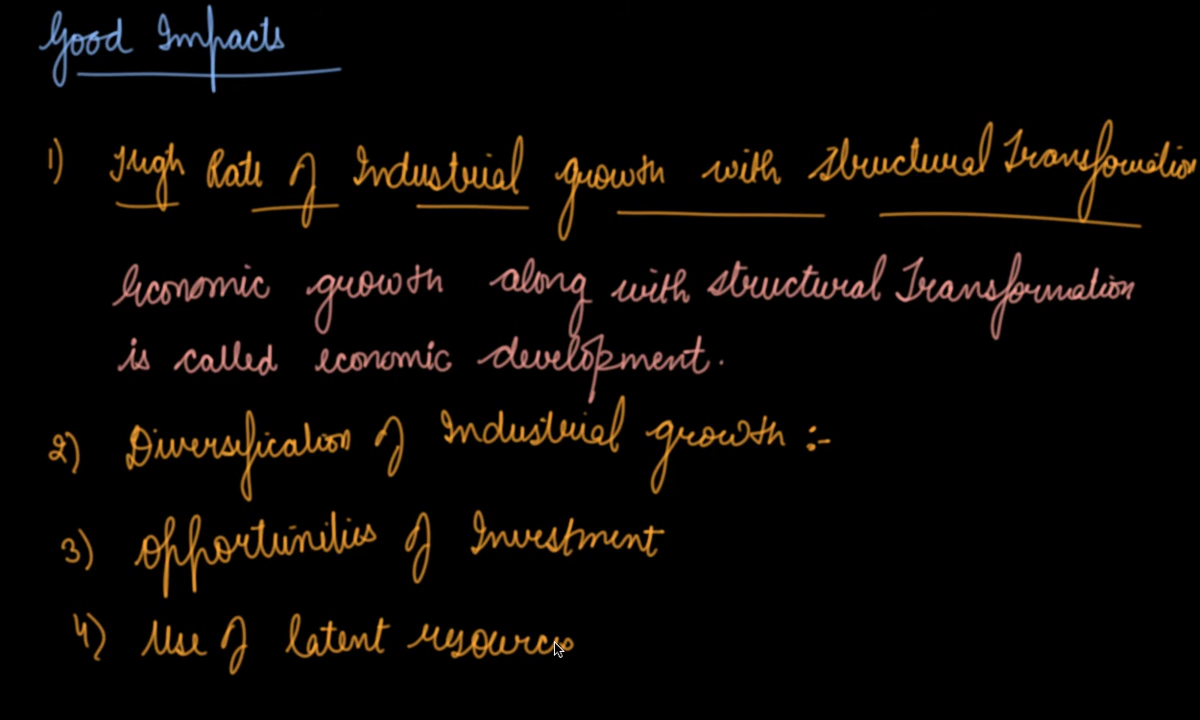 Good Impacts
1) High Rate of Industrial growth with structural Transformation
Economic growth along with structural Transformation
is called economic development.
2) Diversification of Industrial growth :-
3) Opportunities of Investment
4) Use of latent resources